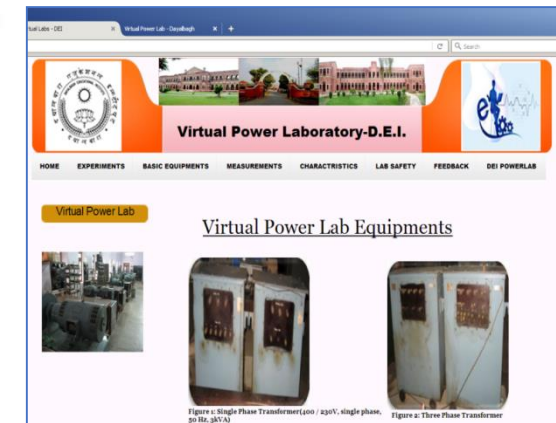 tual Labs - DEI
Virtual Power Lab - Dayalbagh
Search
Virtual Power Laboratory-D.E.I.
HOME EXPERIMENTS BASIC EQUIPMENTS MEASUREMENTS CHARACTRISTICS LAB SAFETY FEEDBACK DEI POWERLAB
Virtual Power Lab
Virtual Power Lab Equipments
Figure 1: Single Phase Transformer(400 / 230V, single phase, 50 Hz, 3kVA)
Figure 2: Three Phase Transformer